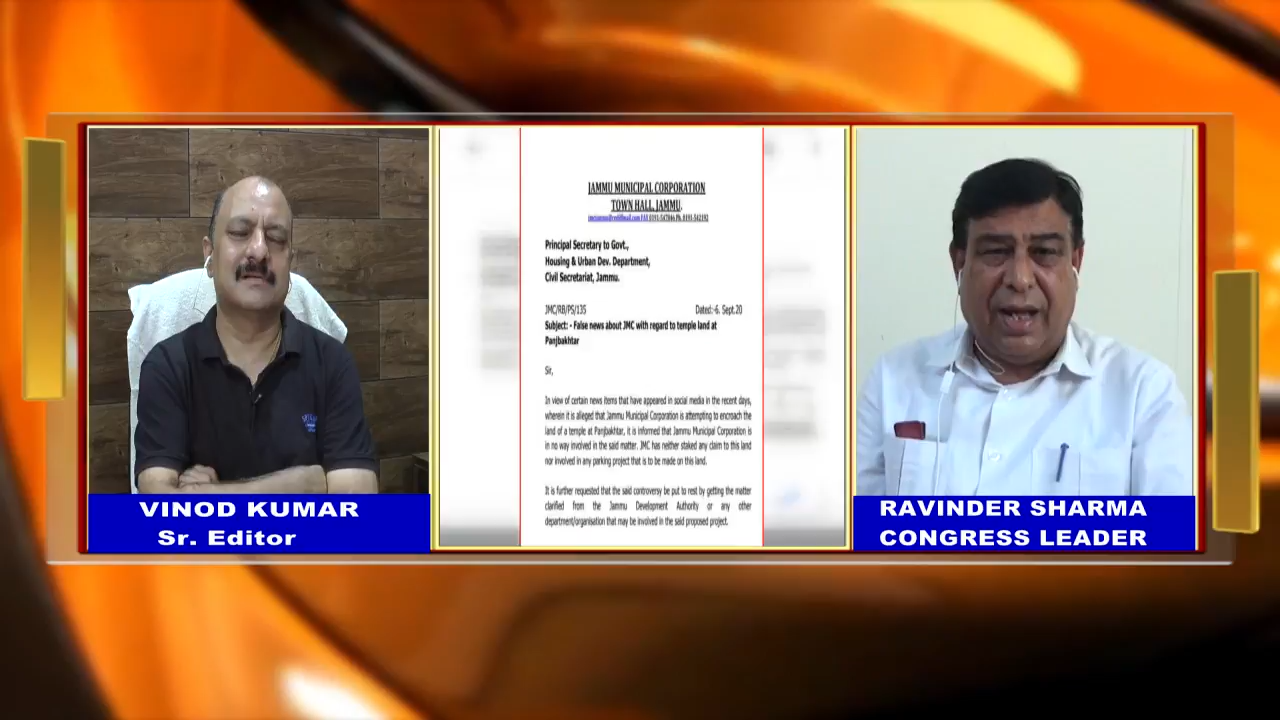 JAMMU MUNICIPAL CORPORATION
TOWN HALL, JAMMU.
Principal Secretary to Govt.,
Housing & Urban Dev. Department,
Civil Secretariat, Jammu.
JMC/RB/PS/135 Dated:-6. Sept.20
Subject: - False news about JMC with regard to temple land at
Panjbakhtar
Sir,
In view of certain news items that have appeared in social media in the recent days,
wherein it is alleged that Jammu Municipal Corporation is attempting to encroach the
land of a temple at Panjbakhtar, it is informed that Jammu Municipal Corporation is
in no way involved in the said matter. JMC has neither staked any claim to this land
nor involved in any parking project that is to be made on this land.
It is further requested that the said controversy be put to rest by getting the matter
clarified from the Jammu Development Authority or any other
department/organisation that may be involved in the said proposed project.
VINOD KUMAR
Sr. Editor
RAVINDER SHARMA
CONGRESS LEADER